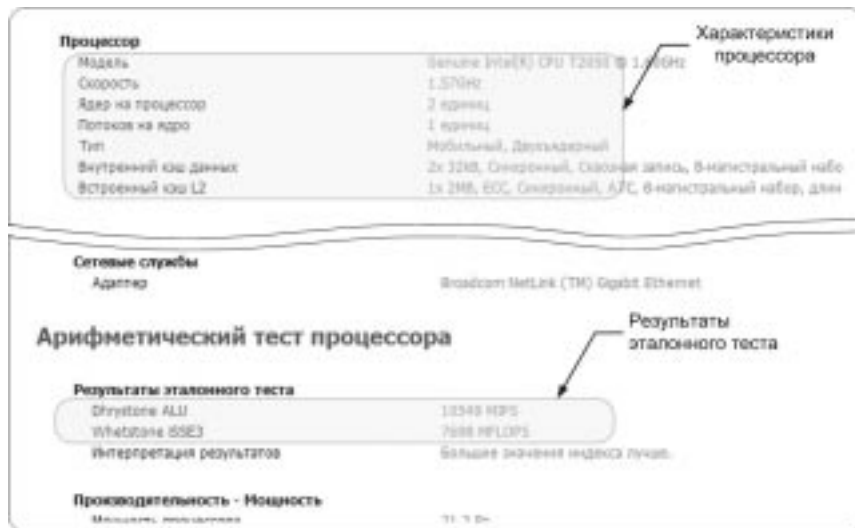 Процессор
Характеристики
процессора
Модель Genuine Intel(R) CPU T2050 @ 1.60GHz
Скорость 1.57GHz
Ядер на процессор 2 единиц
Потоков на ядро 1 единиц
Тип Мобильный, Двухъядерный
Внутренний кэш данных 2x 32kB, Синхронный, Сквозная запись, 8-магистральный набо
Встроенный кэш L2 1x 2MB, ECC, Синхронный, ATC, 8-магистральный набор, длин
Сетевые службы
Адаптер Broadcom NetLink (TM) Gigabit Ethernet
Арифметический тест процессора
Результаты
эталонного теста
Результаты эталонного теста
Dhrystone ALU MIPS
Whetstone iSSE3 MFLOPS
Интерпретация результатов Большие значения индекса лучше.
Производительность - Мощность
Мощность процессора